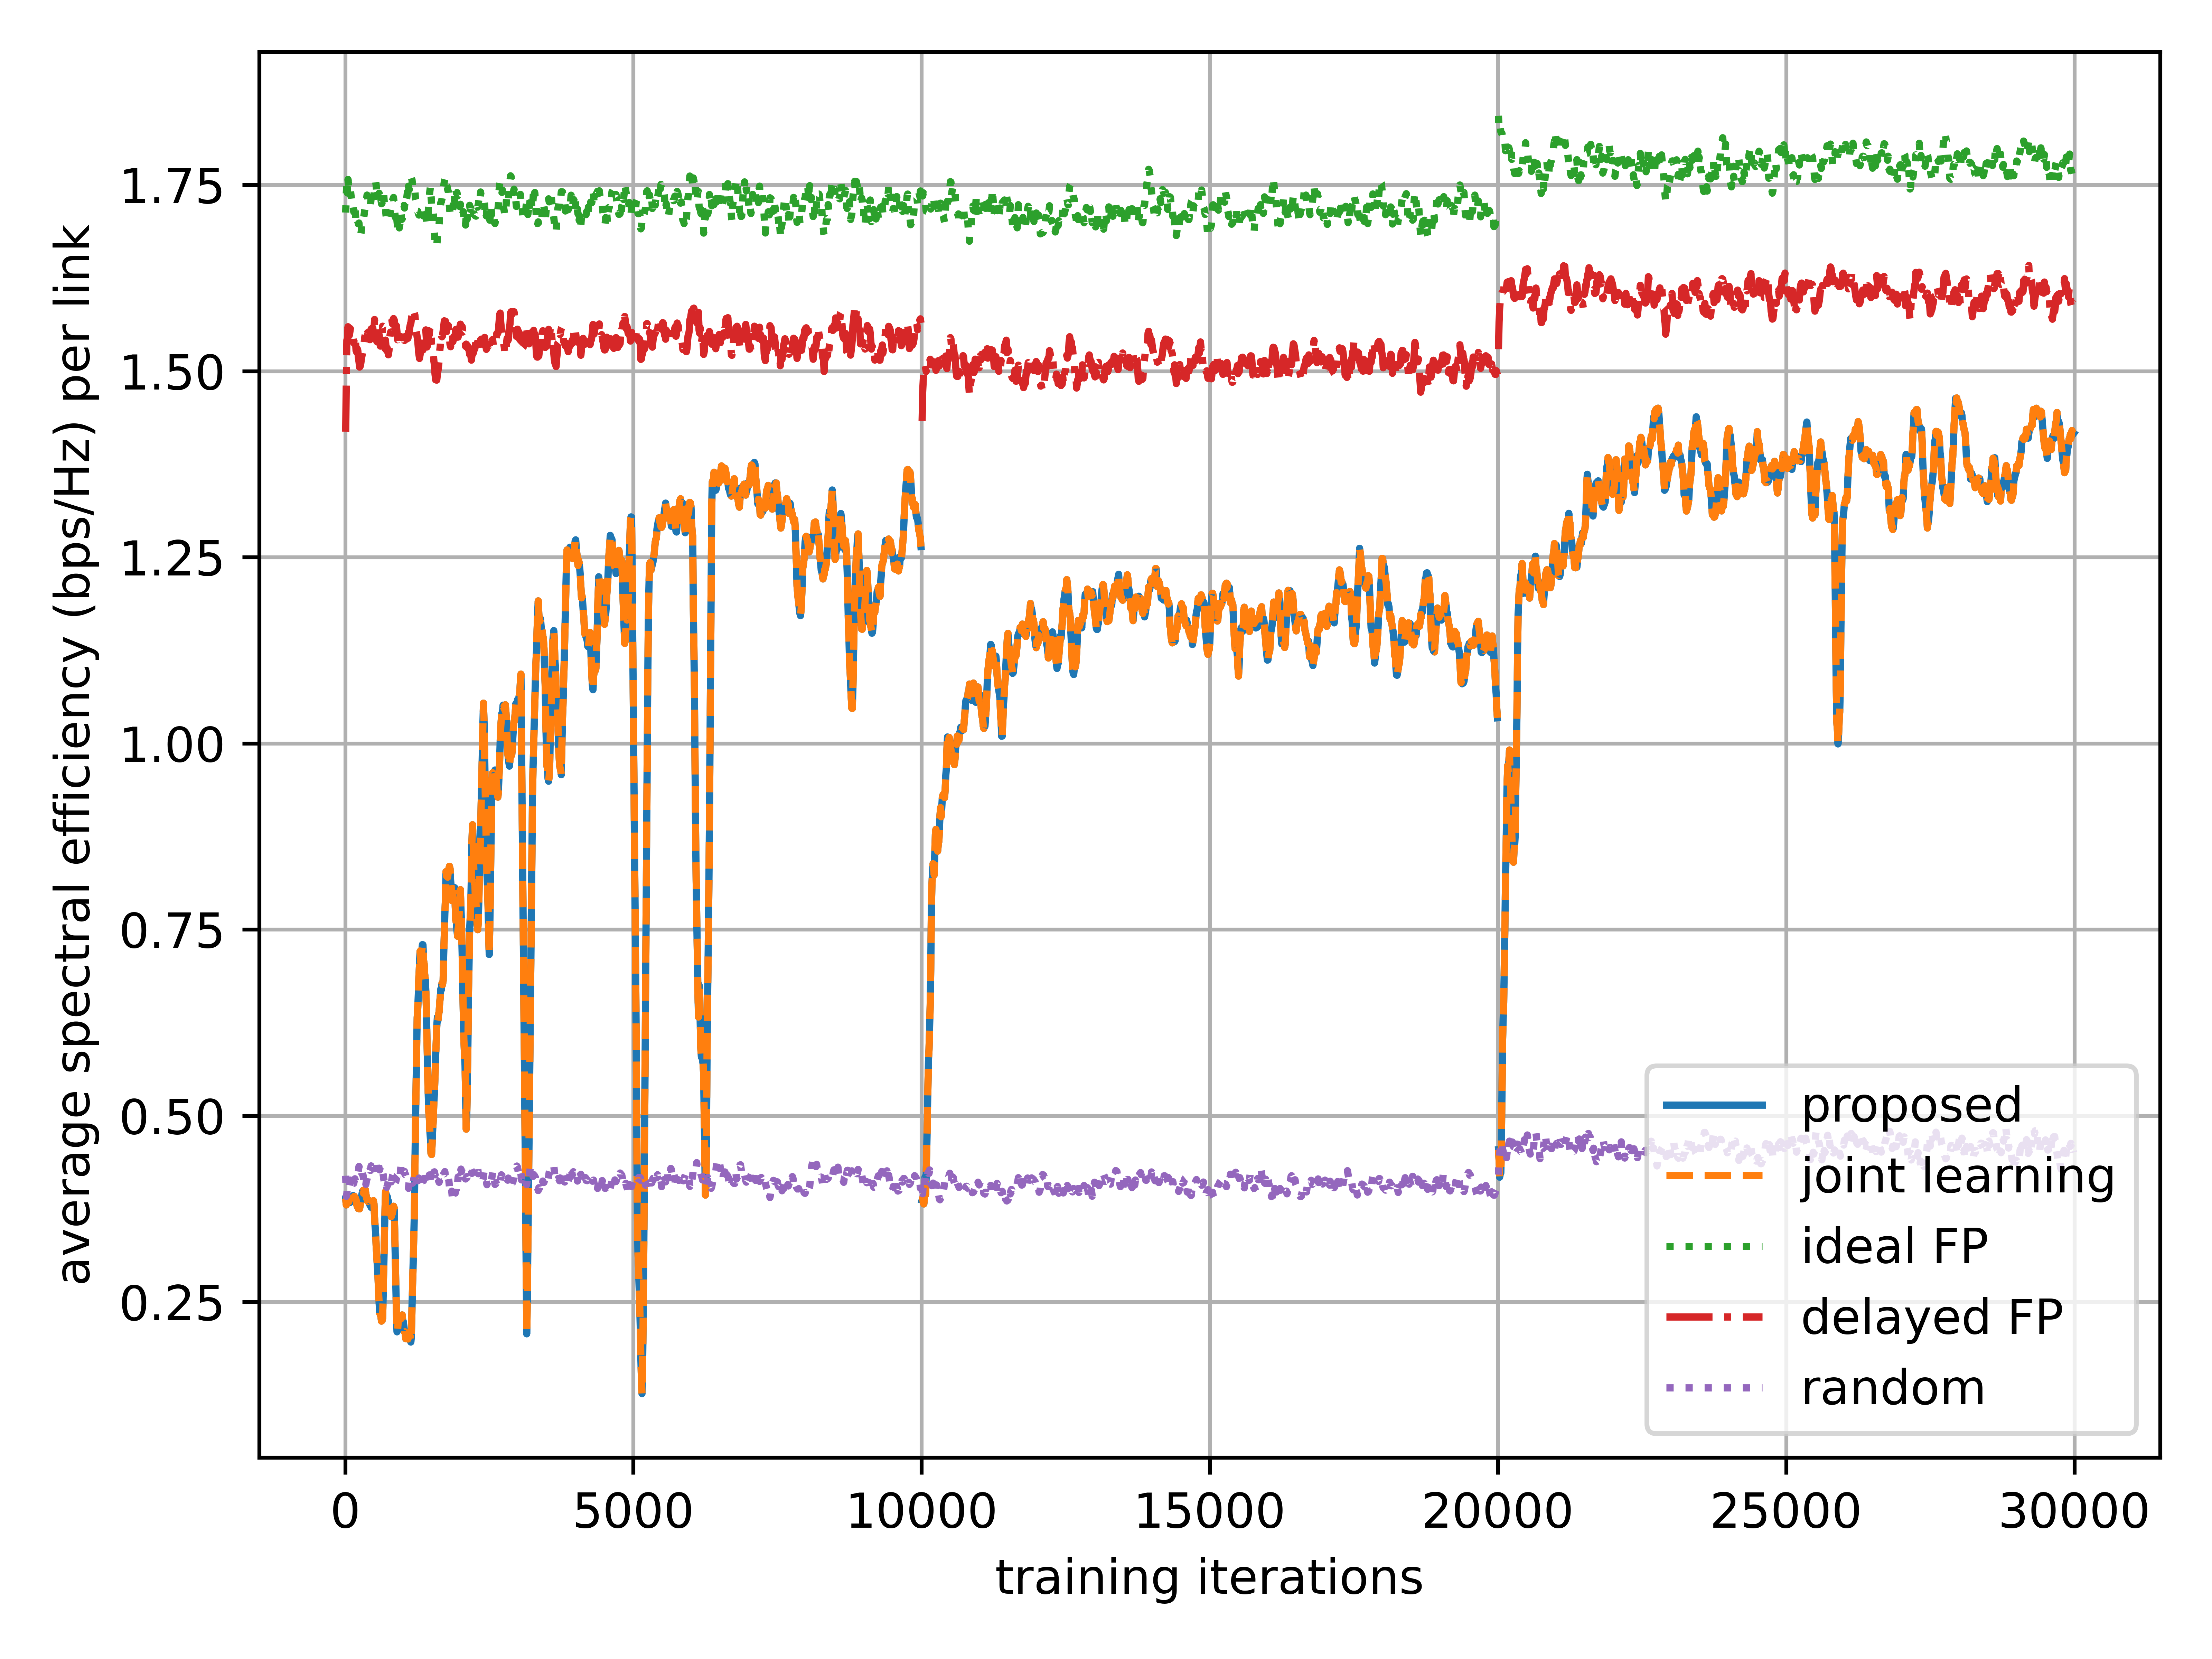 average spectral efficiency (bps/Hz) per link
1.75
1.50
1.25
1.00
0.75
0.50
0.25
proposed
joint learning
ideal FP
delayed FP
random
0 5000 10000 15000 20000 25000 30000
training iterations